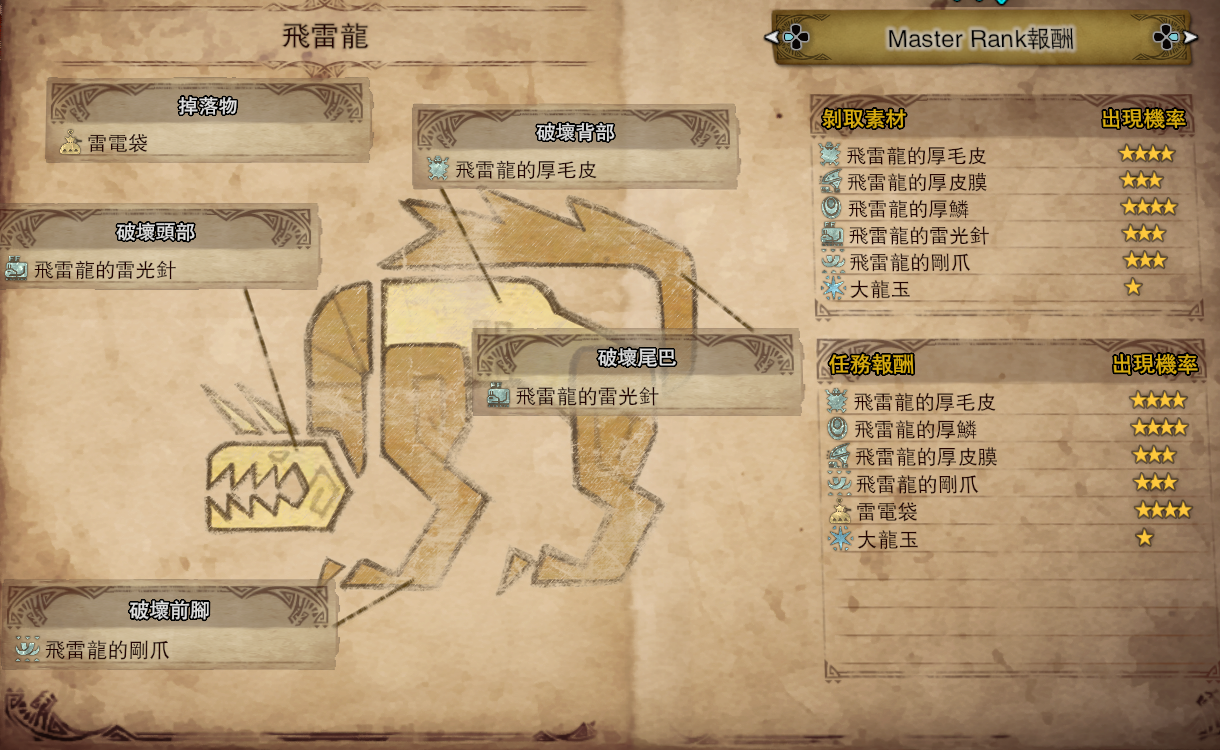 飛雷龍
Master Rank報酬
掉落物
雷電袋
破壞背部
飛雷龍的厚毛皮
破壞頭部
飛雷龍的雷光針
破壞尾巴
飛雷龍的雷光針
破壞前腳
飛雷龍的剛爪
剝取素材 出現機率
飛雷龍的厚毛皮
飛雷龍的厚皮膜
飛雷龍的厚鱗
飛雷龍的雷光針
飛雷龍的剛爪
大龍玉
任務報酬 出現機率
飛雷龍的厚毛皮
飛雷龍的厚鱗
飛雷龍的厚皮膜
飛雷龍的剛爪
雷電袋
大龍玉